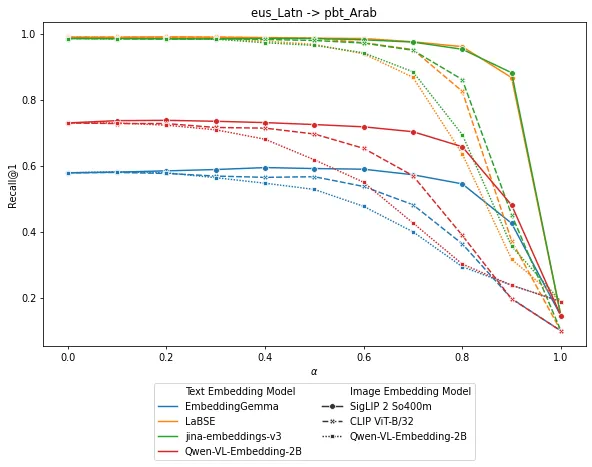 eus_Latn -> pbt_Arab
Recall@1
1.0
0.8
0.6
0.4
0.2
0.0 0.2 0.4 0.6 0.8 1.0
α
Text Embedding Model
EmbeddingGemma
LaBSE
jina-embeddings-v3
Qwen-VL-Embedding-2B
Image Embedding Model
SigLIP 2 So400m
CLIP ViT-B/32
Qwen-VL-Embedding-2B